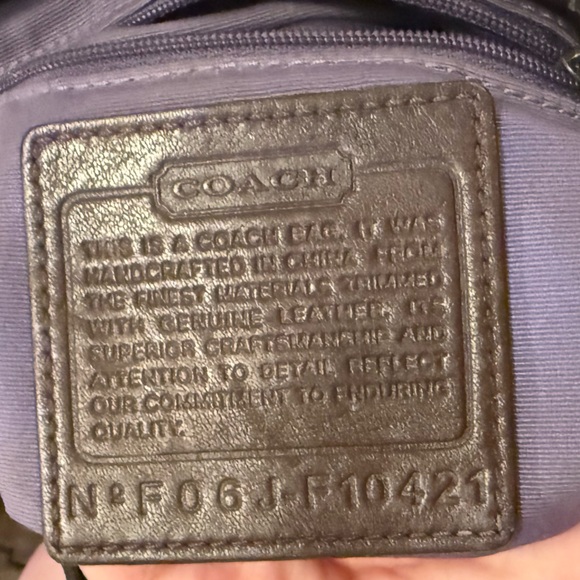 COACH
THIS IS A COACH BAG. IT WAS
HANDCRAFTED IN CHINA FROM
THE FINEST MATERIALS TRIMMED
WITH GENUINE LEATHER. ITS
SUPERIOR CRAFTSMANSHIP AND
ATTENTION TO DETAIL REFLECT
OUR COMMITMENT TO ENDURING
QUALITY.
Nº F06J-F10421